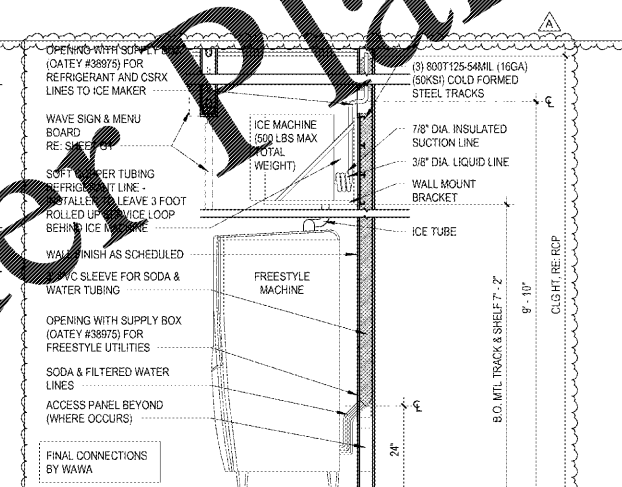 OPENING WITH SUPPLY BOX
(OATEY #38975) FOR
REFRIGERANT AND CSRX
LINES TO ICE MAKER
WAVE SIGN & MENU
BOARD
RE: SHEET
SOFT COPPER TUBING
REFRIGERANT LINE -
INSTALLER TO LEAVE 3 FOOT
ROLLED UP SERVICE LOOP
BEHIND ICE MACHINE
WALL FINISH AS SCHEDULED
PVC SLEEVE FOR SODA &
WATER TUBING
OPENING WITH SUPPLY BOX
(OATEY #38975) FOR
FREESTYLE UTILITIES
SODA & FILTERED WATER
LINES
ACCESS PANEL BEYOND
(WHERE OCCURS)
FINAL CONNECTIONS
BY WAWA
ICE MACHINE
(500 LBS MAX
TOTAL
WEIGHT)
FREESTYLE
MACHINE
(3) 800T125-54MIL (16GA)
(50KSI) COLD FORMED
STEEL TRACKS
7/8" DIA. INSULATED
SUCTION LINE
3/8" DIA. LIQUID LINE
WALL MOUNT
BRACKET
ICE TUBE
24"
B.O. MTL TRACK & SHELF 7' - 2"
9' - 10"
CLG HT, RE: RCP
A